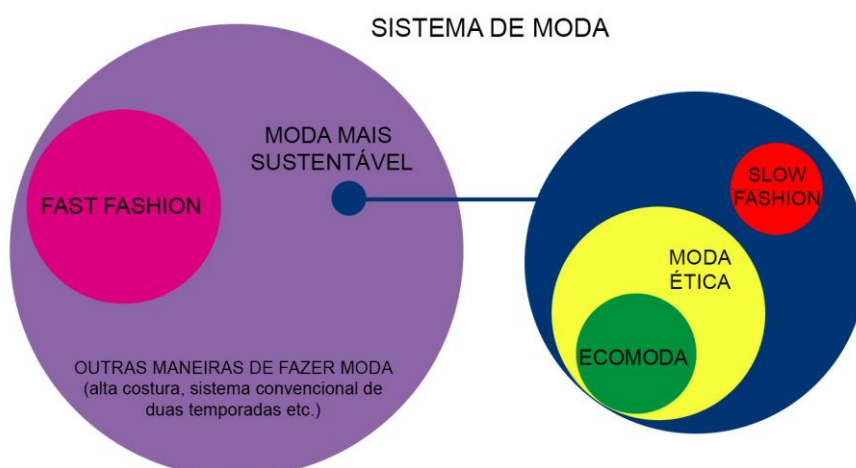 SISTEMA DE MODA
MODA MAIS
SUSTENTÁVEL
FAST FASHION
OUTRAS MANEIRAS DE FAZER MODA
(alta costura, sistema convencional de
duas temporadas etc.)
SLOW
FASHION
MODA
ÉTICA
ECOMODA